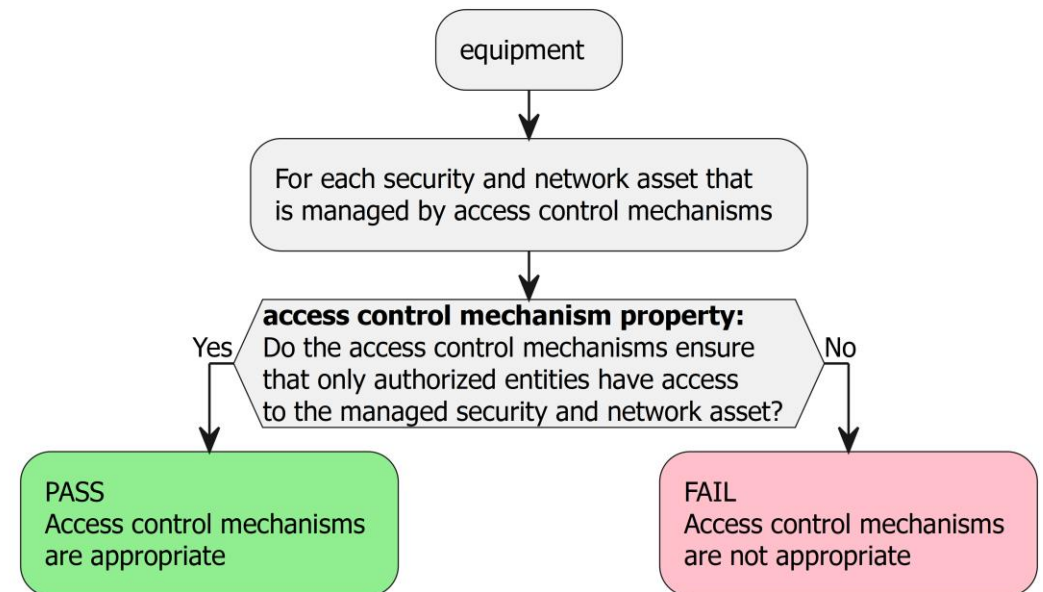 equipment
For each security and network asset that
is managed by access control mechanisms
access control mechanism property:
Do the access control mechanisms ensure
that only authorized entities have access
to the managed security and network asset?
Yes
No
PASS
Access control mechanisms
are appropriate
FAIL
Access control mechanisms
are not appropriate